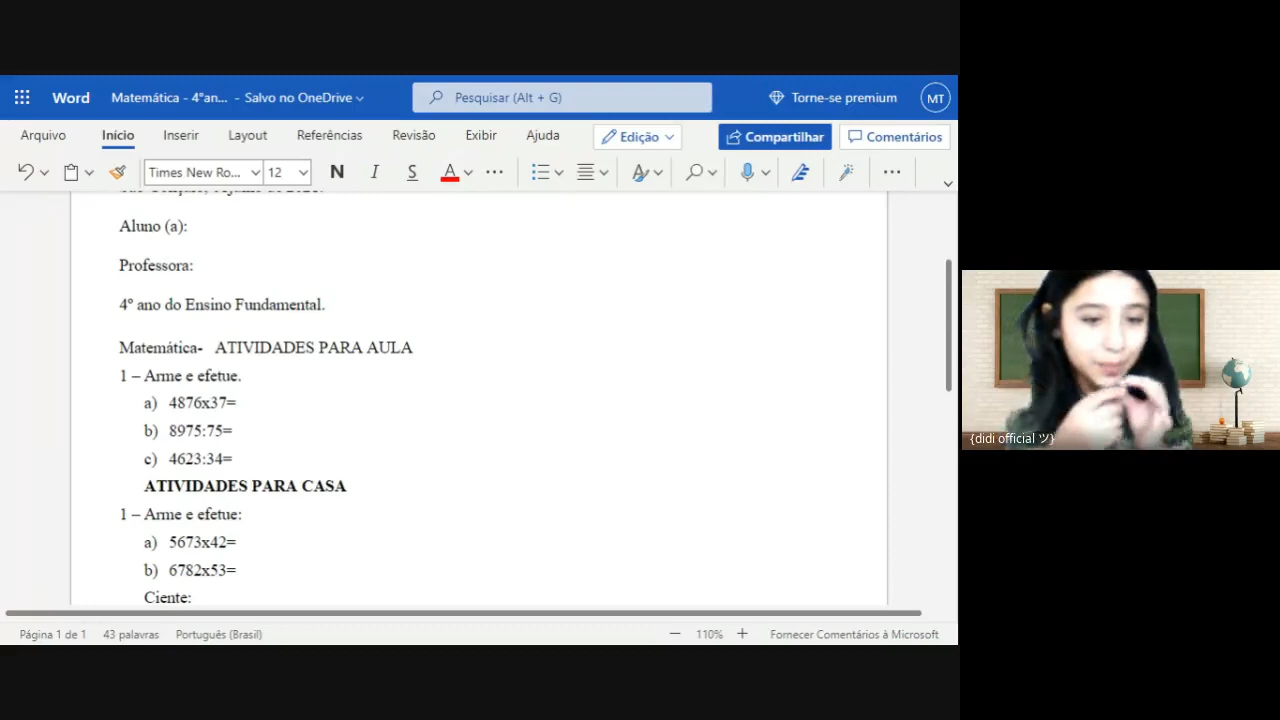 Word
Matemática - 4°an... - Salvo no OneDrive
Pesquisar (Alt + G)
Torne-se premium
MT
Arquivo
Início
Inserir
Layout
Referências
Revisão
Exibir
Ajuda
Edição
Compartilhar
Comentários
Times New Ro...
12
N
I
S
A
Aluno (a):
Professora:
4º ano do Ensino Fundamental.
Matemática- ATIVIDADES PARA AULA
1 – Arme e efetue.
a) 4876x37=
b) 8975:75=
c) 4623:34=
ATIVIDADES PARA CASA
1 – Arme e efetue:
a) 5673x42=
b) 6782x53=
Ciente:
Página 1 de 1
43 palavras
Português (Brasil)
110%
Fornecer Comentários à Microsoft
{didi official ツ}